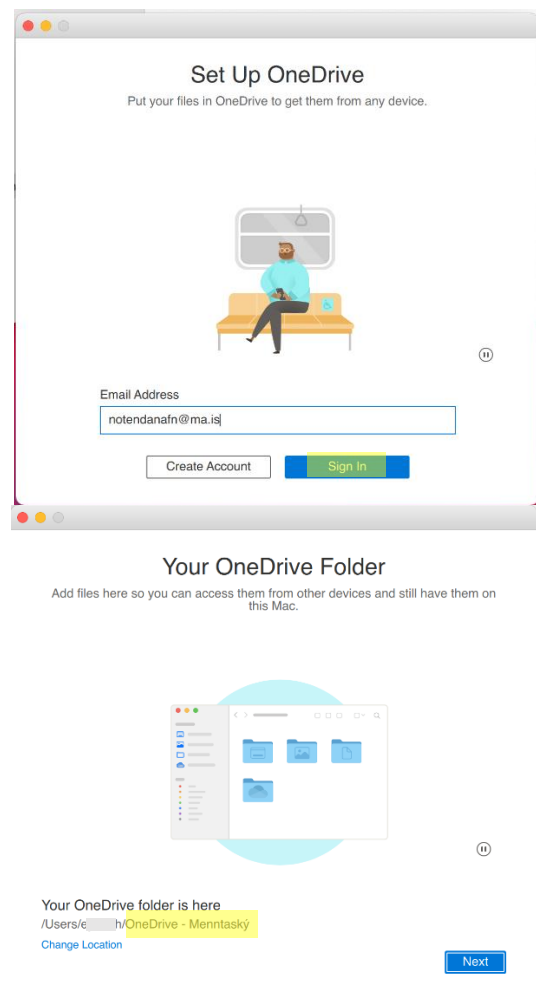 Set Up OneDrive
Put your files in OneDrive to get them from any device.
Email Address
notendanafn@ma.is
Create Account
Sign In
Your OneDrive Folder
Add files here so you can access them from other devices and still have them on
this Mac.
Your OneDrive folder is here
/Users/e h/OneDrive - Menntaský
Change Location
Next